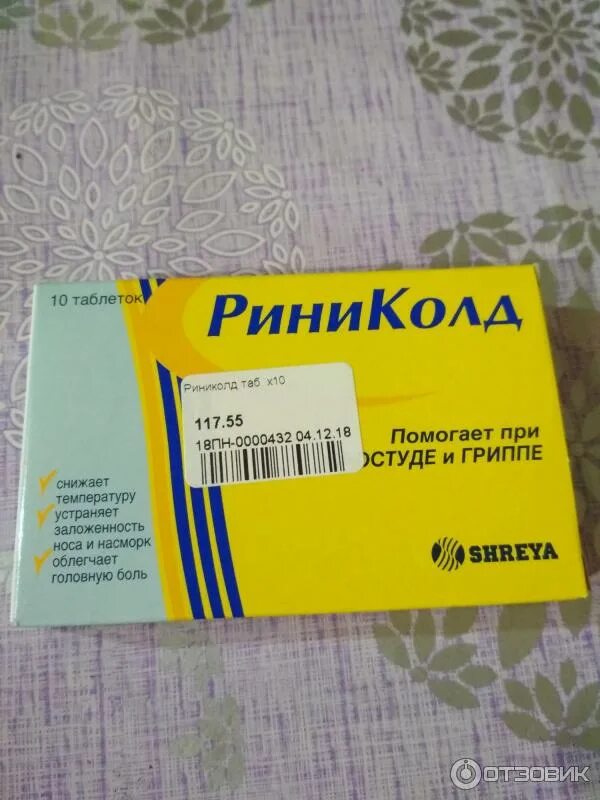 10 таблеток
РиниКолд
Риниколд таб. x10
117.55
18ПН-0000432 04.12.18
Помогает при
ОСТУДЕ и ГРИППЕ
снижает
температуру
устраняет
заложенность
носа и насморк
облегчает
головную боль
SHREYA
ОТЗОВИК